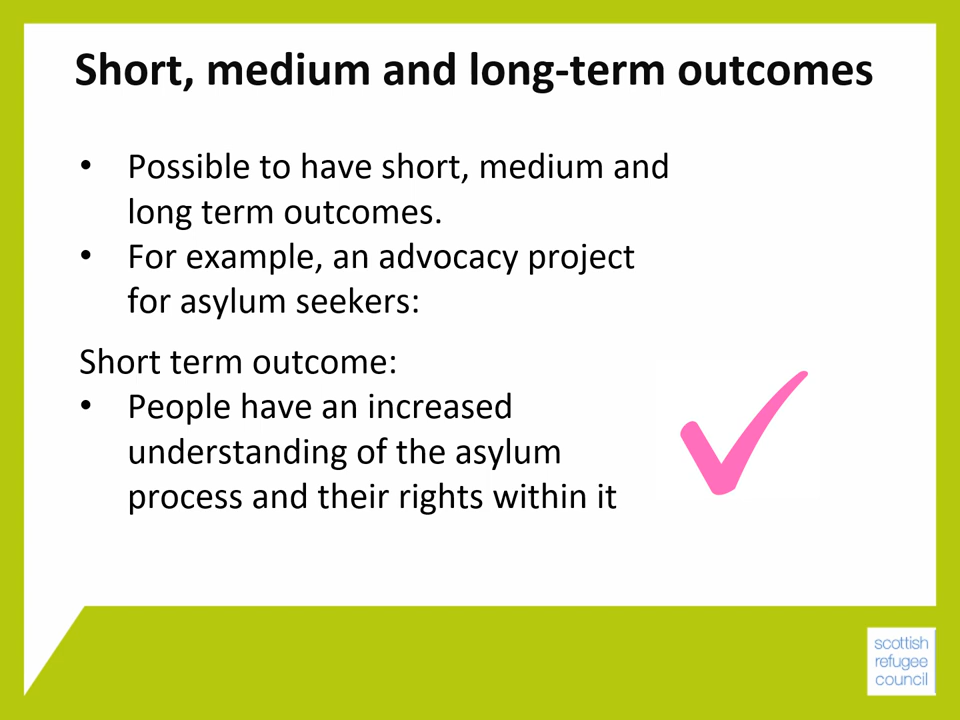 Short, medium and long-term outcomes
• Possible to have short, medium and
long term outcomes.
• For example, an advocacy project
for asylum seekers:
Short term outcome:
• People have an increased
understanding of the asylum
process and their rights within it
scottish
refugee
council